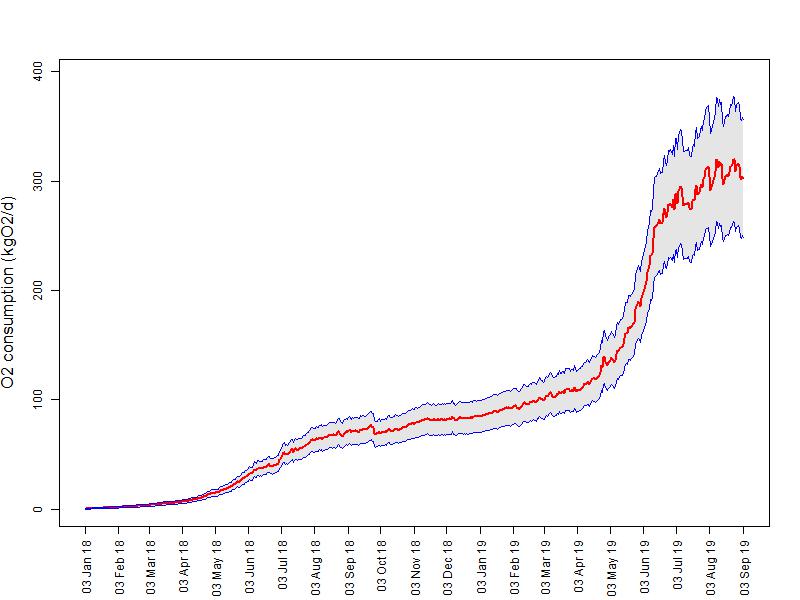 O2 consumption (kgO2/d)
400
300
200
100
0
03 Jan 18
03 Feb 18
03 Mar 18
03 Apr 18
03 May 18
03 Jun 18
03 Jul 18
03 Aug 18
03 Sep 18
03 Oct 18
03 Nov 18
03 Dec 18
03 Jan 19
03 Feb 19
03 Mar 19
03 Apr 19
03 May 19
03 Jun 19
03 Jul 19
03 Aug 19
03 Sep 19